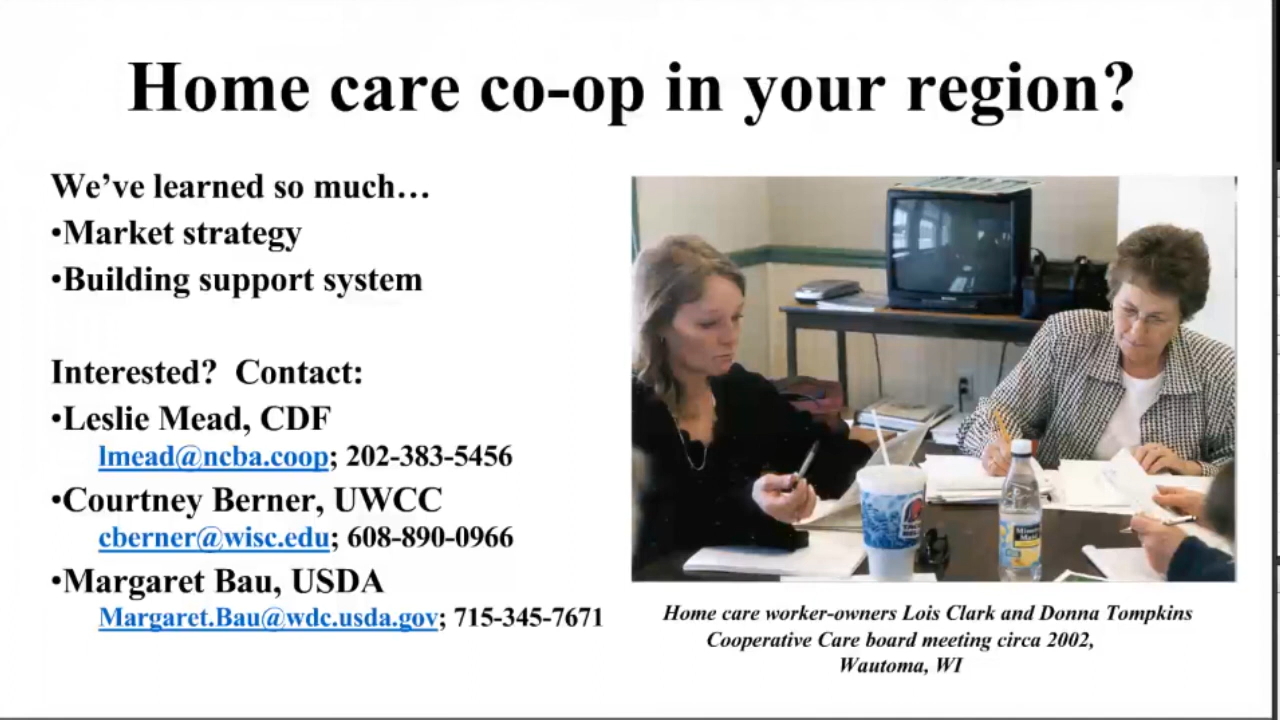 Home care co-op in your region?
We’ve learned so much…
•Market strategy
•Building support system
Interested?  Contact:
•Leslie Mead, CDF
lmead@ncba.coop; 202-383-5456
•Courtney Berner, UWCC
cberner@wisc.edu; 608-890-0966
•Margaret Bau, USDA
Margaret.Bau@wdc.usda.gov; 715-345-7671
Minute
Maid
Home care worker-owners Lois Clark and Donna Tompkins
Cooperative Care board meeting circa 2002,
Wautoma, WI